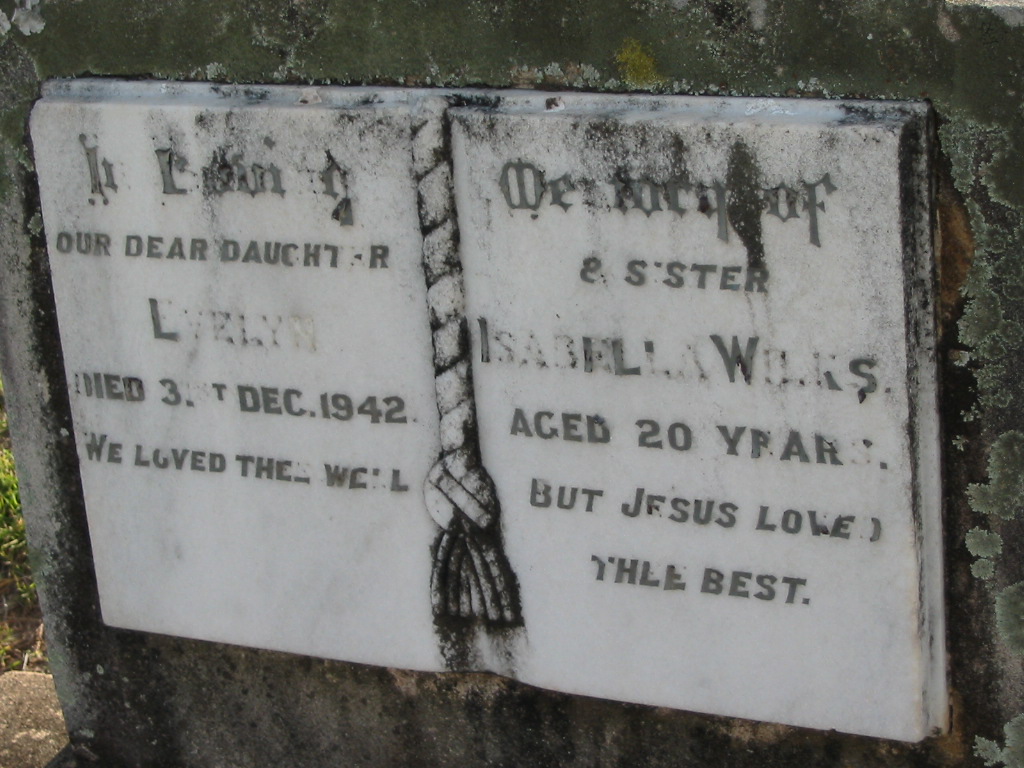 In Loving Memory of
OUR DEAR DAUGHTER & SISTER
EVELYN ISABELLA WILKS.
DIED 31ST DEC. 1942. AGED 20 YEARS.
WE LOVED THEE WELL BUT JESUS LOVED
THEE BEST.